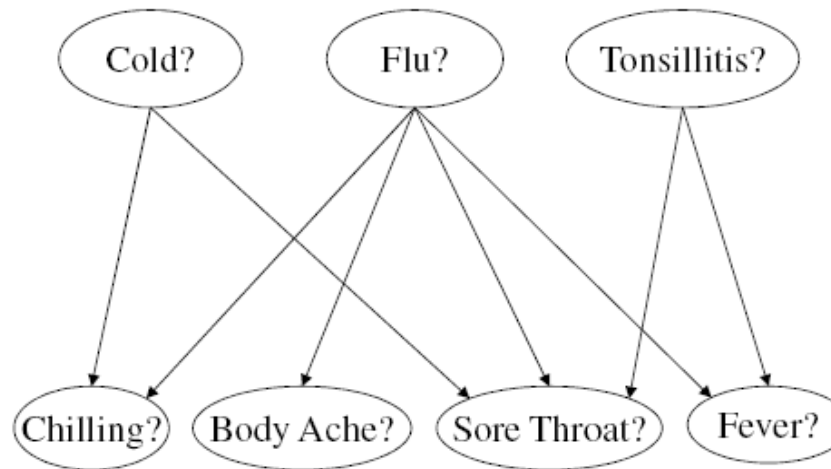 Cold?
Flu?
Tonsillitis?
Chilling?
Body Ache?
Sore Throat?
Fever?